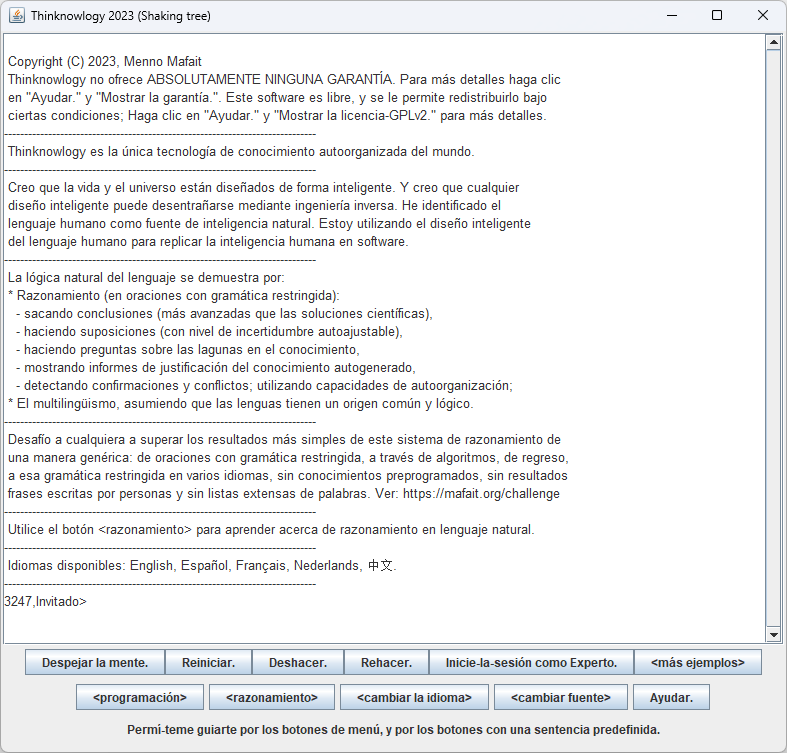 Thinknowlogy 2023 (Shaking tree)
Copyright (C) 2023, Menno Mafait
Thinknowlogy no ofrece ABSOLUTAMENTE NINGUNA GARANTÍA. Para más detalles haga clic
en "Ayudar." y "Mostrar la garantía.". Este software es libre, y se le permite redistribuirlo bajo
ciertas condiciones; Haga clic en "Ayudar." y "Mostrar la licencia-GPLv2." para más detalles.
Thinknowlogy es la única tecnología de conocimiento autoorganizada del mundo.
Creo que la vida y el universo están diseñados de forma inteligente. Y creo que cualquier
diseño inteligente puede desentrañarse mediante ingeniería inversa. He identificado el
lenguaje humano como fuente de inteligencia natural. Estoy utilizando el diseño inteligente
del lenguaje humano para replicar la inteligencia humana en software.
La lógica natural del lenguaje se demuestra por:
* Razonamiento (en oraciones con gramática restringida):
- sacando conclusiones (más avanzadas que las soluciones científicas),
- haciendo suposiciones (con nivel de incertidumbre autoajustable),
- haciendo preguntas sobre las lagunas en el conocimiento,
- mostrando informes de justificación del conocimiento autogenerado,
- detectando confirmaciones y conflictos; utilizando capacidades de autoorganización;
* El multilingüismo, asumiendo que las lenguas tienen un origen común y lógico.
Desafío a cualquiera a superar los resultados más simples de este sistema de razonamiento de
una manera genérica: de oraciones con gramática restringida, a través de algoritmos, de regreso,
a esa gramática restringida en varios idiomas, sin conocimientos preprogramados, sin resultados
frases escritas por personas y sin listas extensas de palabras. Ver: https://mafait.org/challenge
Utilice el botón <razonamiento> para aprender acerca de razonamiento en lenguaje natural.
Idiomas disponibles: English, Español, Français, Nederlands, 中文.
3247,Invitado>
Despejar la mente. Reiniciar. Deshacer. Rehacer. Inicie-la-sesión como Experto. <más ejemplos>
<programación> <razonamiento> <cambiar la idioma> <cambiar fuente> Ayudar.
Permí-teme guiarte por los botones de menú, y por los botones con una sentencia predefinida.